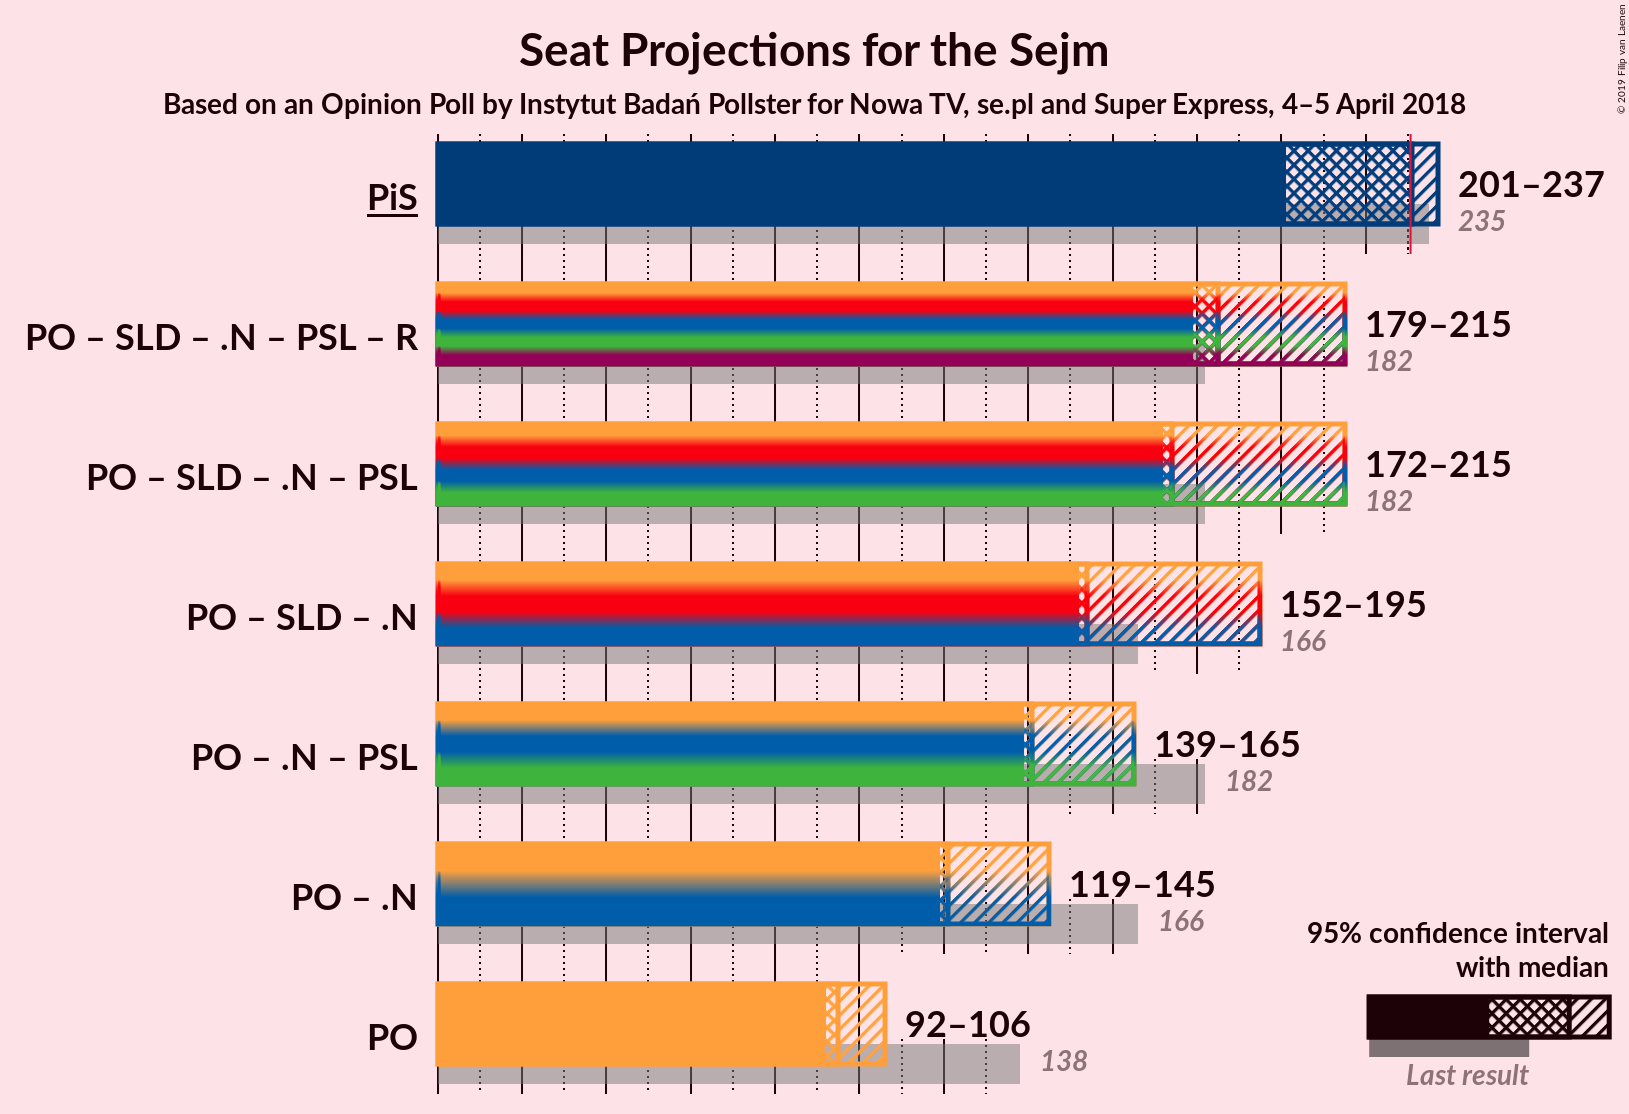 Seat Projections for the Sejm
Based on an Opinion Poll by Instytut Badań Pollster for Nowa TV, se.pl and Super Express, 4–5 April 2018
© 2019 Filip van Laenen
PiS
201–237
235
PO – SLD – .N – PSL – R
179–215
182
PO – SLD – .N – PSL
172–215
182
PO – SLD – .N
152–195
166
PO – .N – PSL
139–165
182
PO – .N
119–145
166
PO
92–106
138
95% confidence interval
with median
Last result